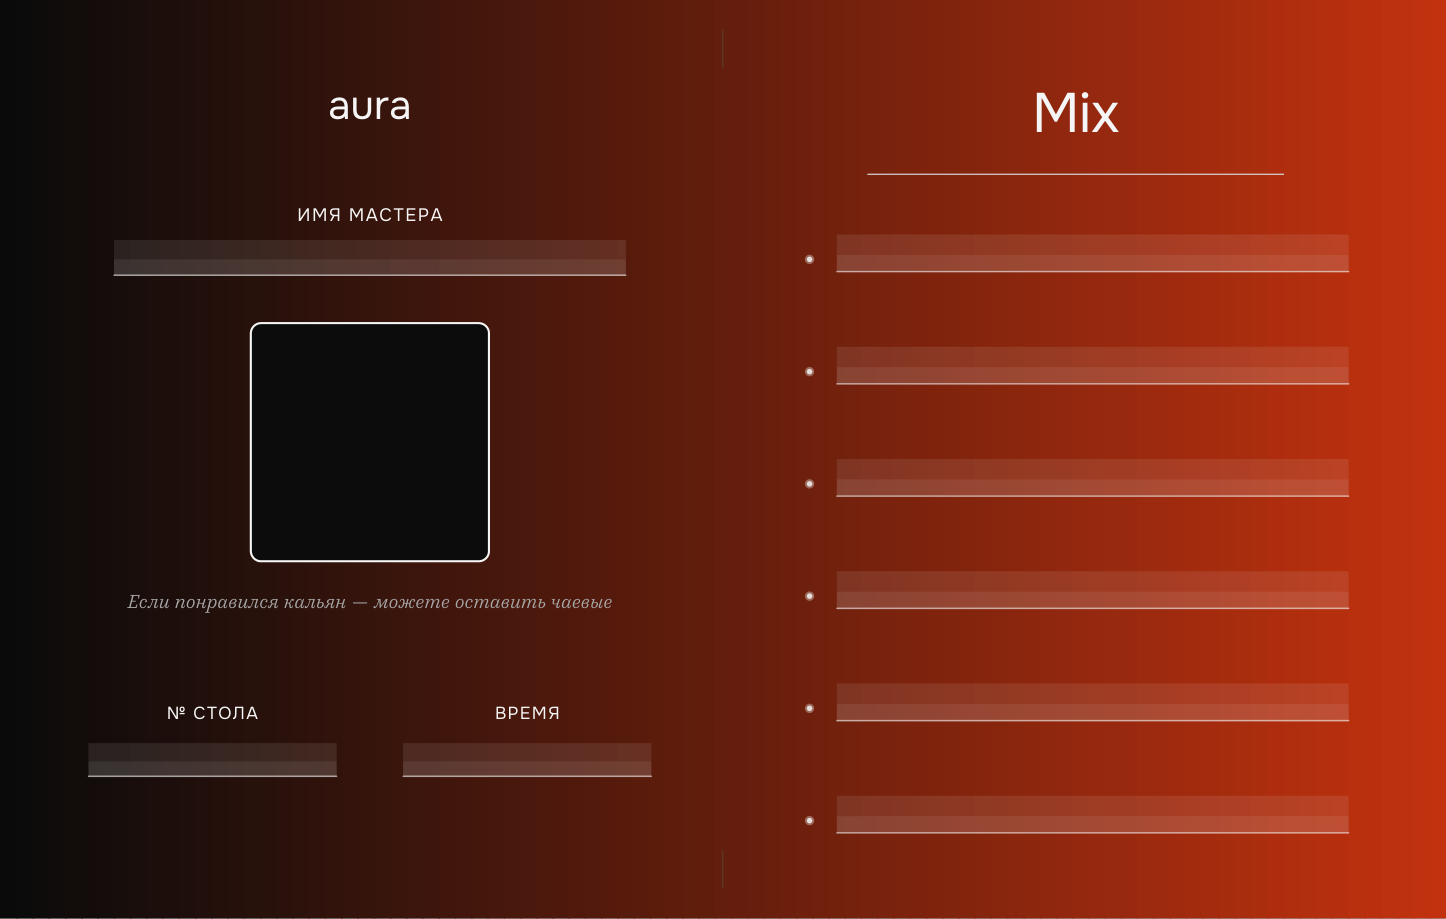 aura
ИМЯ МАСТЕРА
Если понравился кальян — можете оставить чаевые
№ СТОЛА
ВРЕМЯ
Mix